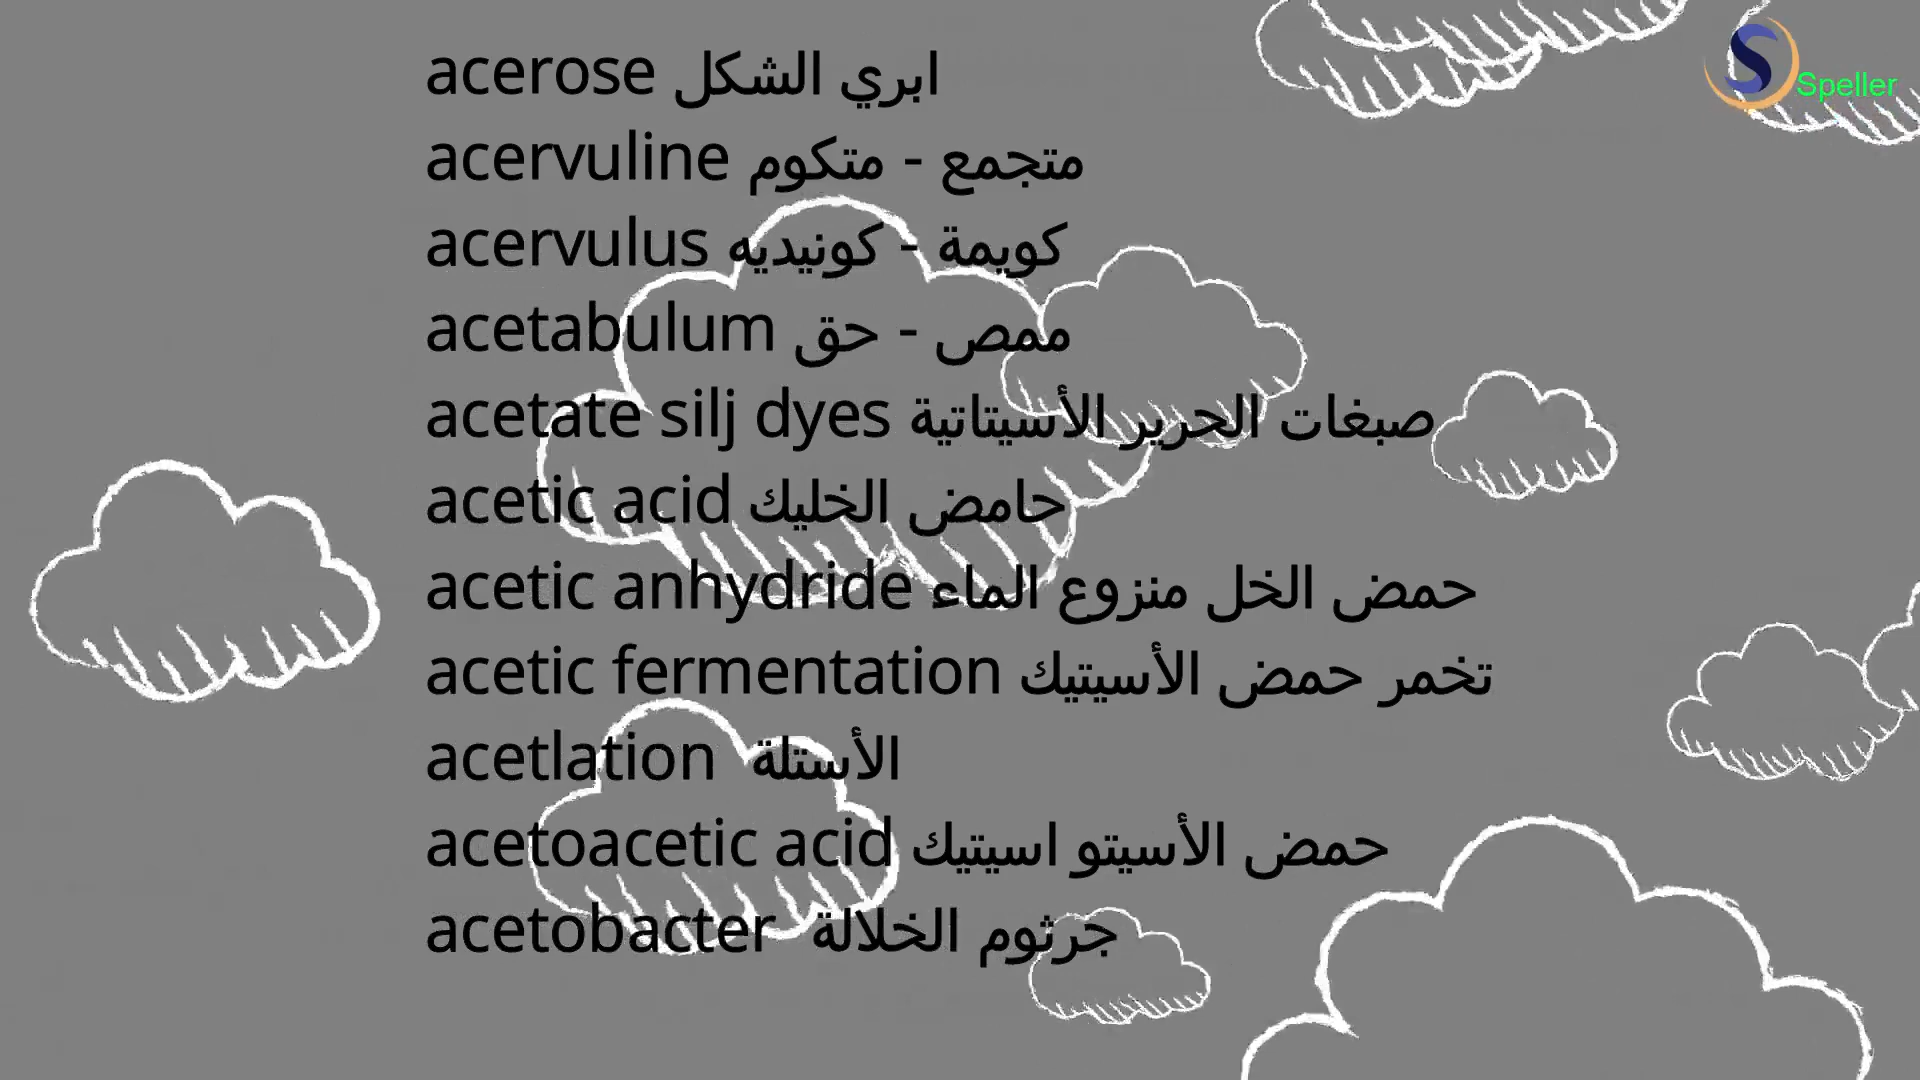 acerose ابري الشكل
acervuline متجمع - متكوم
acervulus كويمة - كونيديه
acetabulum ممص - حق
acetate silj dyes صبغات الحرير الأسيتاتية
acetic acid حامض الخليك
acetic anhydride حمض الخل منزوع الماء
acetic fermentation تخمر حمض الأسيتيك
acetlation الأستلة
acetoacetic acid حمض الأسيتو اسيتيك
acetobacter جرثوم الخلالة
Speller